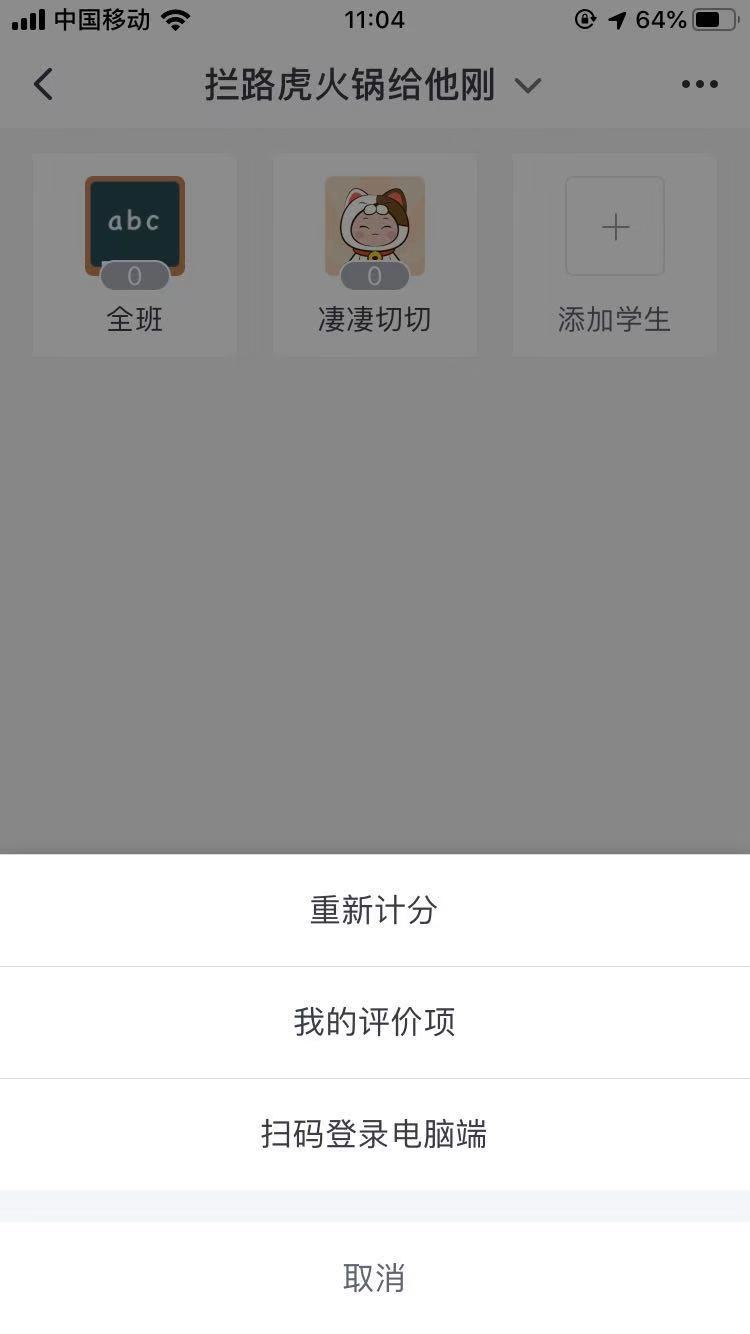 中国移动 11:04 64%
拦路虎火锅给他刚
abc
0 0
全班 凄凄切切 添加学生
重新计分
我的评价项
扫码登录电脑端
取消